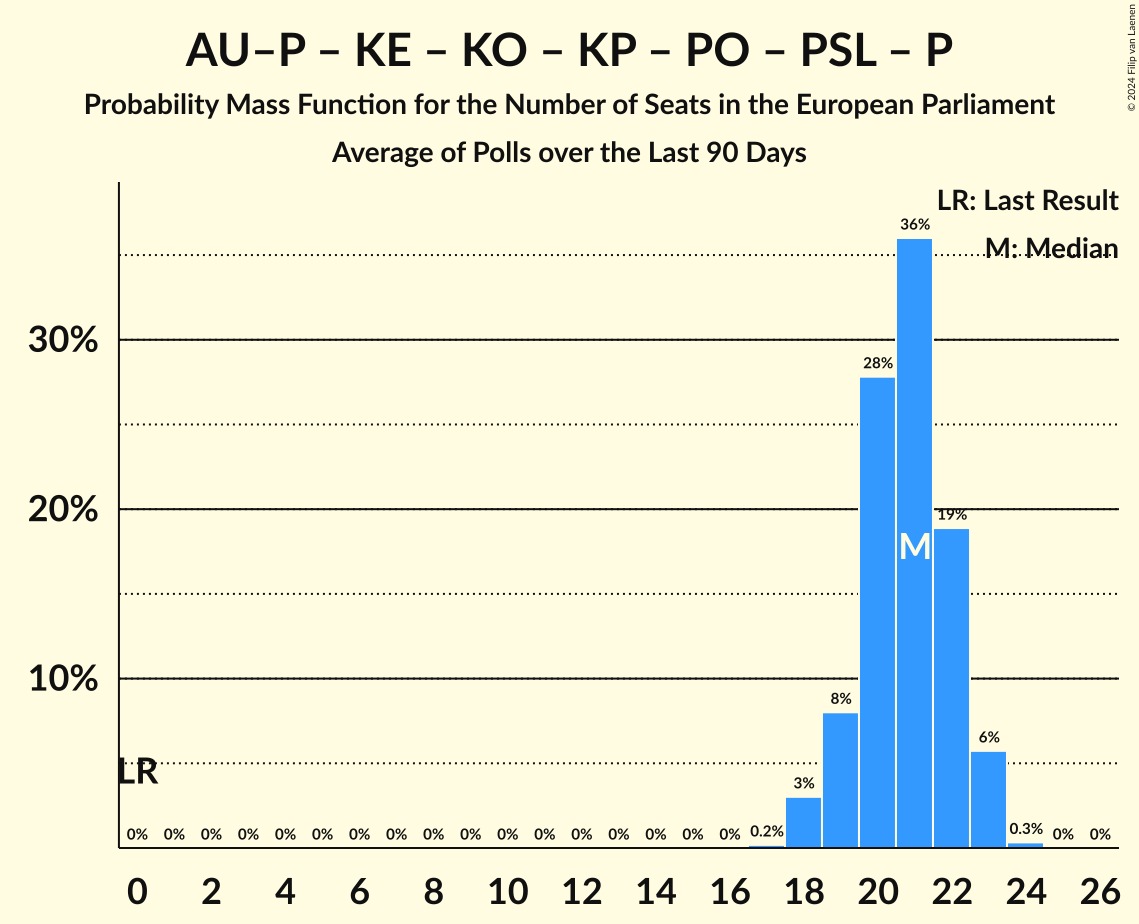 AU–P – KE – KO – KP – PO – PSL – P
Probability Mass Function for the Number of Seats in the European Parliament
Average of Polls over the Last 90 Days
© 2024 Filip van Laenen
LR: Last Result
M: Median
36%
30%
28%
20%
19%
M
10%
8%
6%
LR
3%
0% 0% 0% 0% 0% 0% 0% 0% 0% 0% 0% 0% 0% 0% 0% 0% 0% 0.2% 0.3% 0% 0%
0 2 4 6 8 10 12 14 16 18 20 22 24 26